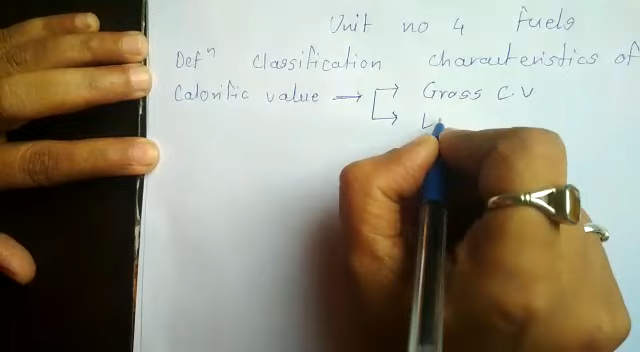 Unit no 4 fuels
Defⁿ classification characteristics of
Calorific value → Gross C.V
L